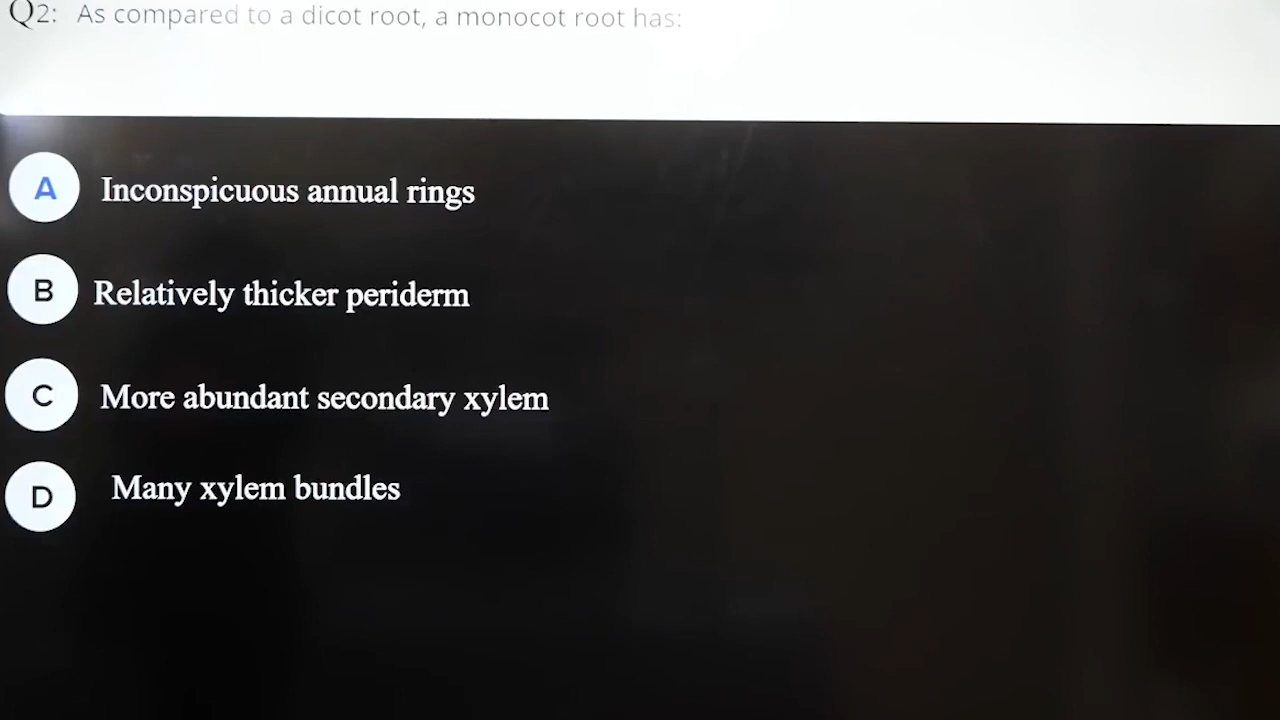 Q2: As compared to a dicot root, a monocot root has:
A Inconspicuous annual rings
B Relatively thicker periderm
C More abundant secondary xylem
D Many xylem bundles